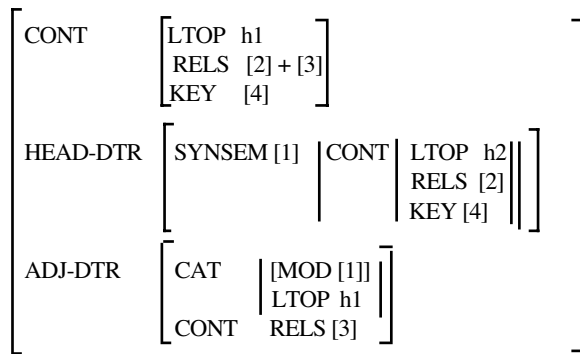 CONT LTOP h1
RELS [2] + [3]
KEY [4]
HEAD-DTR SYNSEM [1] CONT LTOP h2
RELS [2]
KEY [4]
ADJ-DTR CAT [MOD [1]]
LTOP h1
CONT RELS [3]